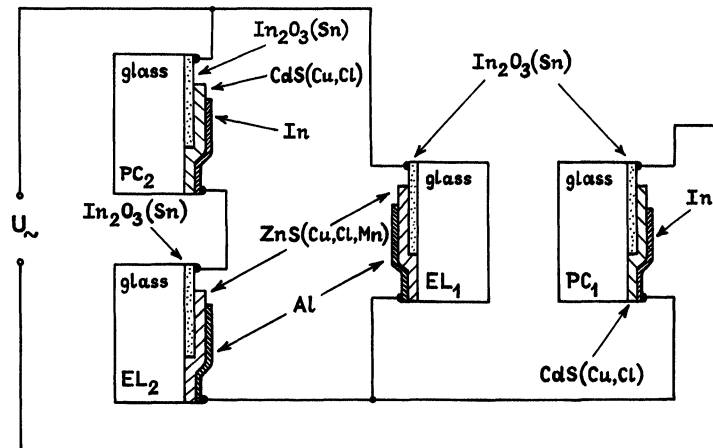 In₂O₃(Sn)
glass
CdS(Cu,Cl)
In₂O₃(Sn)
In
PC₂
glass
glass
In
In₂O₃(Sn)
U~
ZnS(Cu,Cl,Mn)
glass
Al
EL₁
PC₁
EL₂
CdS(Cu,Cl)